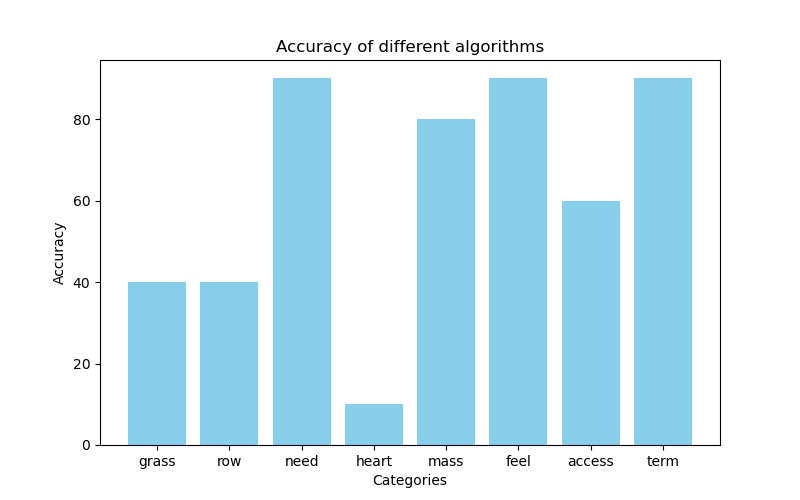 Accuracy of different algorithms
Accuracy
80
60
40
20
0
grass row need heart mass feel access term
Categories